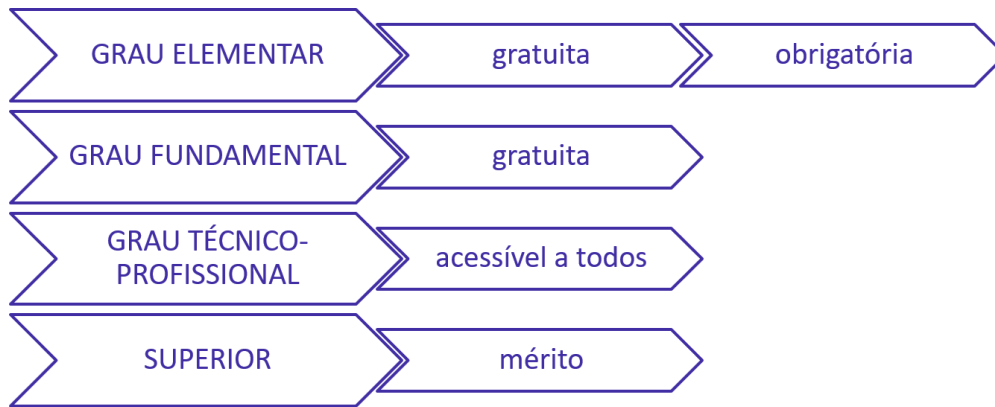 GRAU ELEMENTAR
gratuita
obrigatória
GRAU FUNDAMENTAL
gratuita
GRAU TÉCNICO-
PROFISSIONAL
acessível a todos
SUPERIOR
mérito